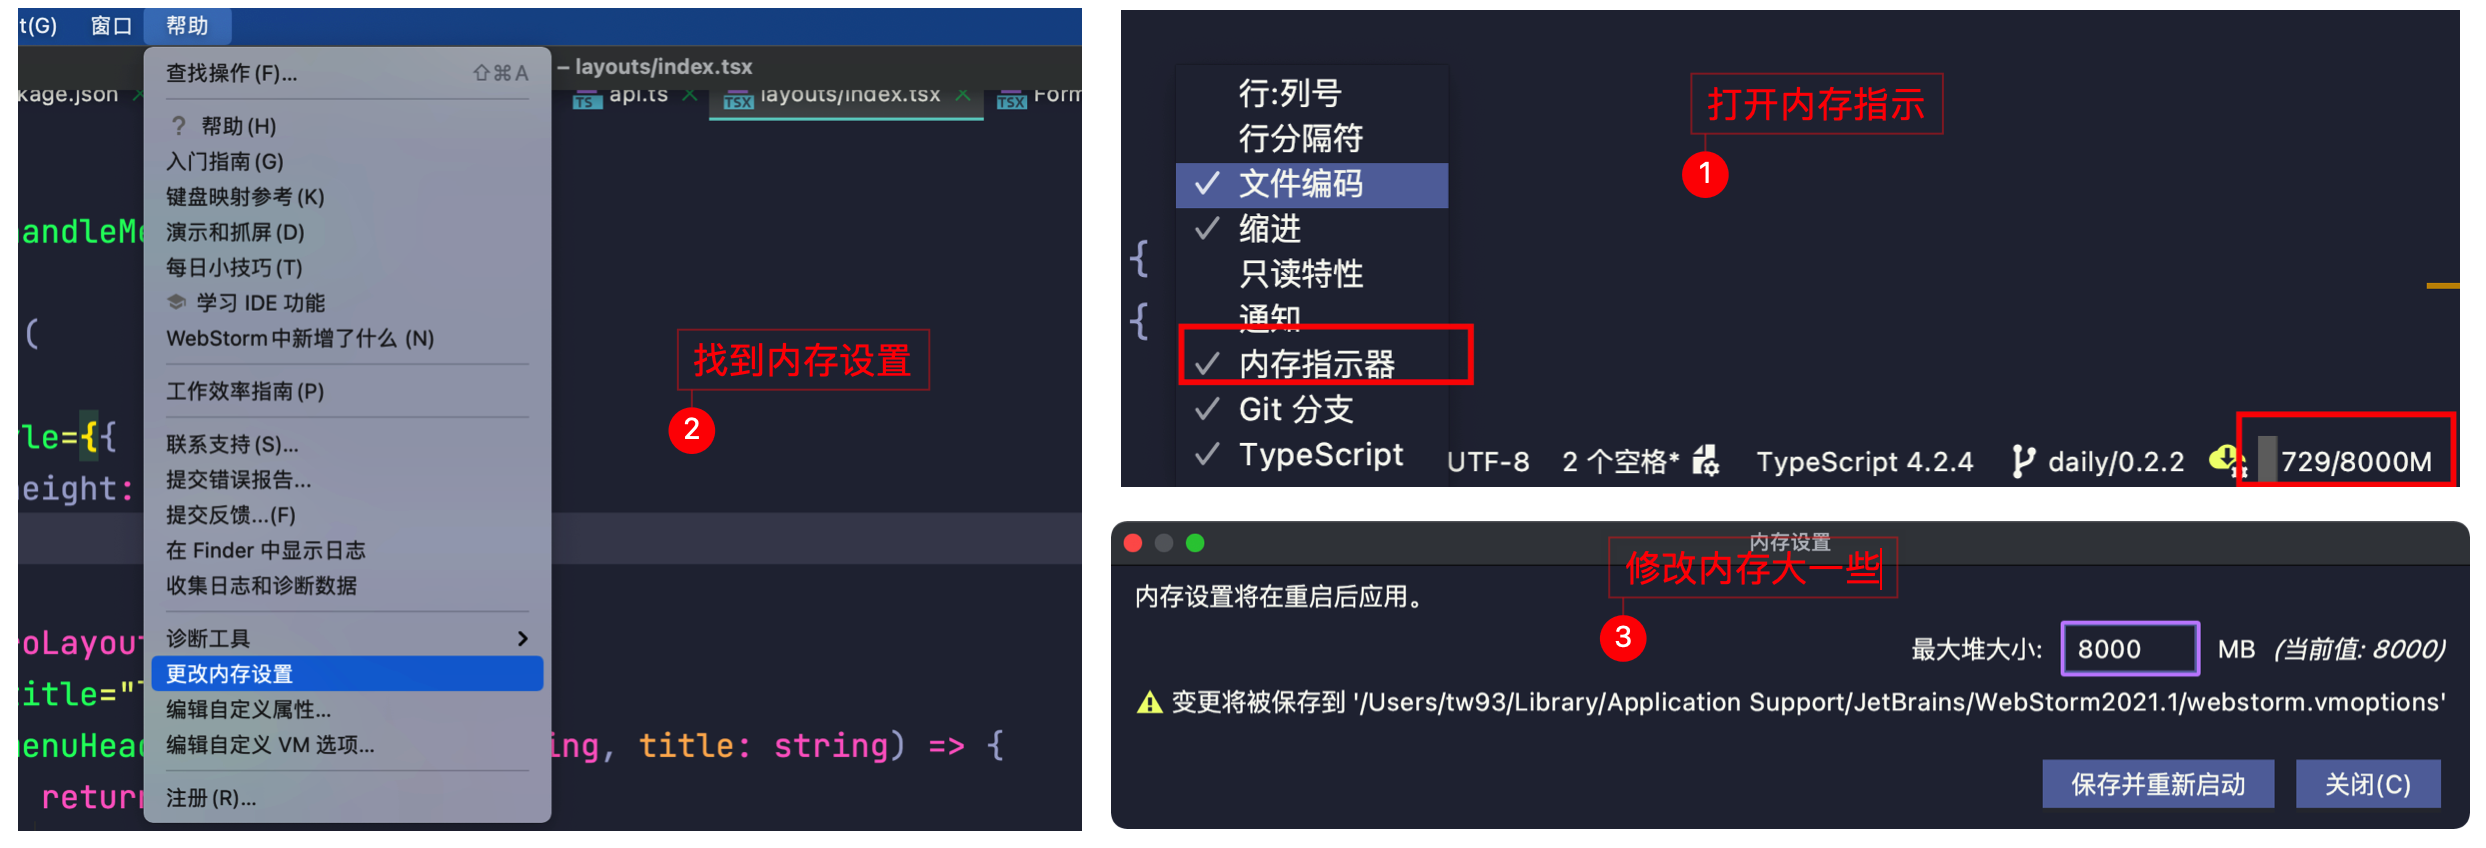 t(G) 窗口 帮助
查找操作 (F)... ⇧⌘A
– layouts/index.tsx
kage.json
TS api.ts
TSX layouts/index.tsx
TSX Form
? 帮助 (H)
入门指南 (G)
键盘映射参考 (K)
演示和抓屏 (D)
每日小技巧 (T)
学习 IDE 功能
WebStorm 中新增了什么 (N)
工作效率指南 (P)
联系支持 (S)...
提交错误报告...
提交反馈...(F)
在 Finder 中显示日志
收集日志和诊断数据
诊断工具
更改内存设置
编辑自定义属性...
编辑自定义 VM 选项...
注册 (R)...
andleMe
(
le={{
eight:
oLayout
itle="
enuHead
ing, title: string) => {
return
找到内存设置
2
行:列号
行分隔符
✓ 文件编码
✓ 缩进
只读特性
通知
✓ 内存指示器
✓ Git 分支
✓ TypeScript
{
{
打开内存指示
1
UTF-8 2 个空格* TypeScript 4.2.4 daily/0.2.2 729/8000M
内存设置
修改内存大一些
3
内存设置将在重启后应用。
最大堆大小: 8000 MB (当前值: 8000)
变更将被保存到 '/Users/tw93/Library/Application Support/JetBrains/WebStorm2021.1/webstorm.vmoptions'
保存并重新启动 关闭(C)